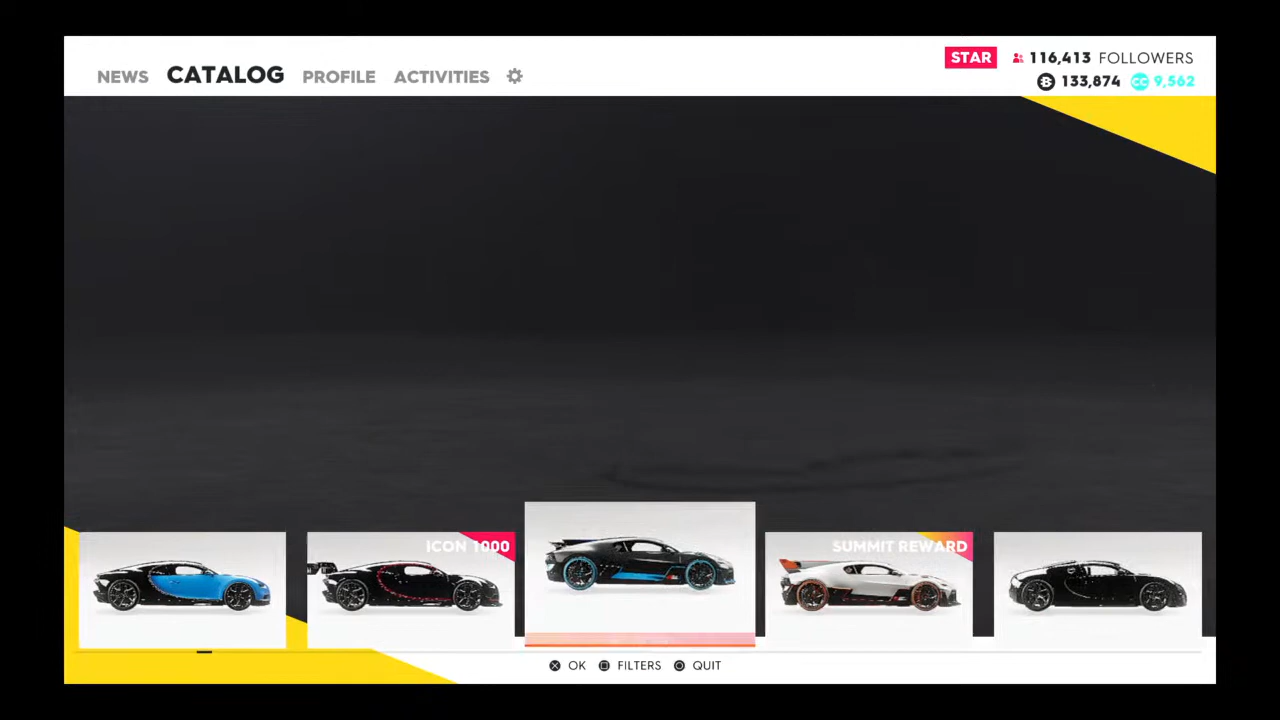 NEWS CATALOG PROFILE ACTIVITIES
STAR 116,413 FOLLOWERS
133,874 CC 9,562
ICON 1000
SUMMIT REWARD
OK FILTERS QUIT